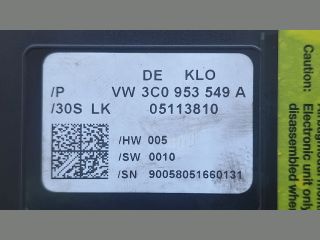 DE KLO
/P VW 3C0 953 549 A
/30S LK 05113810
/HW 005
/SW 0010
/SN 90058051660131
Caution:
Electronic unit only
disassembled